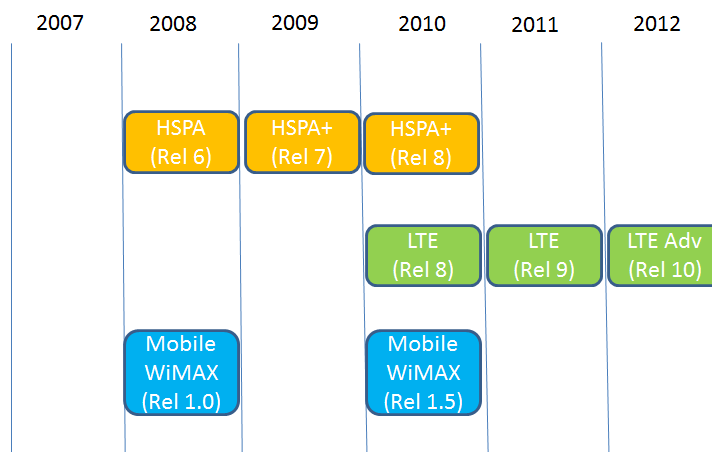 2007 2008 2009 2010 2011 2012
HSPA
(Rel 6)
HSPA+
(Rel 7)
HSPA+
(Rel 8)
LTE
(Rel 8)
LTE
(Rel 9)
LTE Adv
(Rel 10)
Mobile
WiMAX
(Rel 1.0)
Mobile
WiMAX
(Rel 1.5)